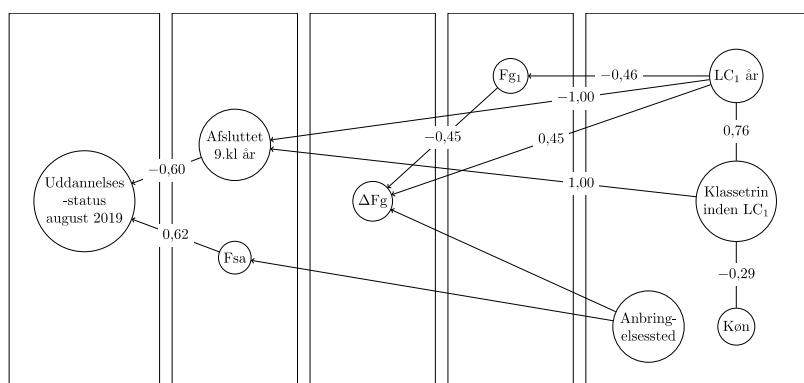 Fg₁
−0,46
LC₁ år
−1,00
Afsluttet
9.kl år
−0,45
0,45
0,76
−0,60
Uddannelses
-status
august 2019
1,00
Klassetrin
inden LC₁
ΔFg
0,62
Fsa
−0,29
Anbring-
elsessted
Køn